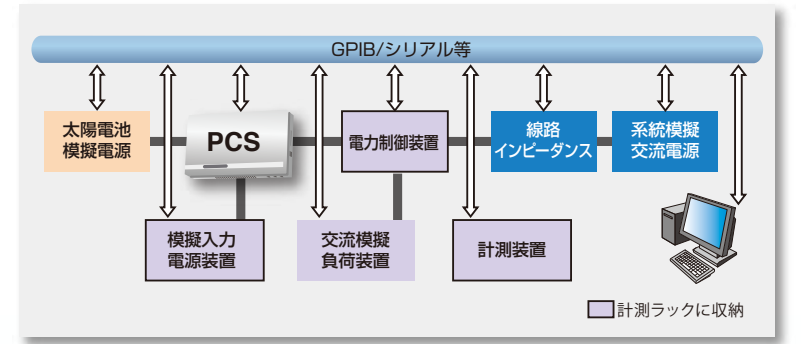 GPIB/シリアル等
太陽電池
模擬電源
PCS
電力制御装置
線路
インピーダンス
系統模擬
交流電源
模擬入力
電源装置
交流模擬
負荷装置
計測装置
計測ラックに収納